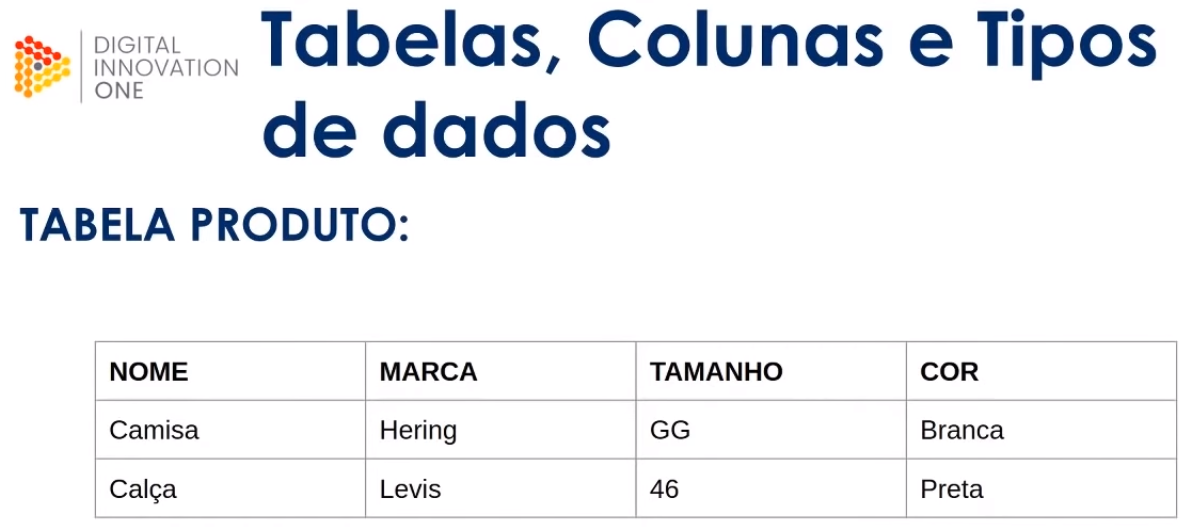 DIGITAL
INNOVATION
ONE
Tabelas, Colunas e Tipos
de dados
TABELA PRODUTO:
NOME MARCA TAMANHO COR
Camisa Hering GG Branca
Calça Levis 46 Preta